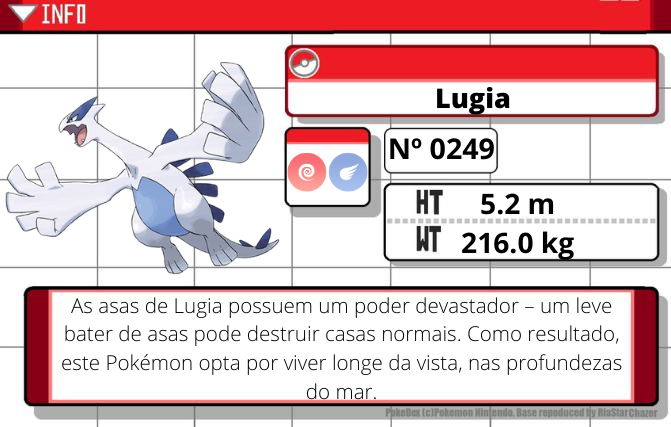 INFO
Lugia
Nº 0249
HT 5.2 m
WT 216.0 kg
As asas de Lugia possuem um poder devastador – um leve
bater de asas pode destruir casas normais. Como resultado,
este Pokémon opta por viver longe da vista, nas profundezas
do mar.
PokeDex (c)Pokemon Nintendo. Base reproduced by RiaStarChazer